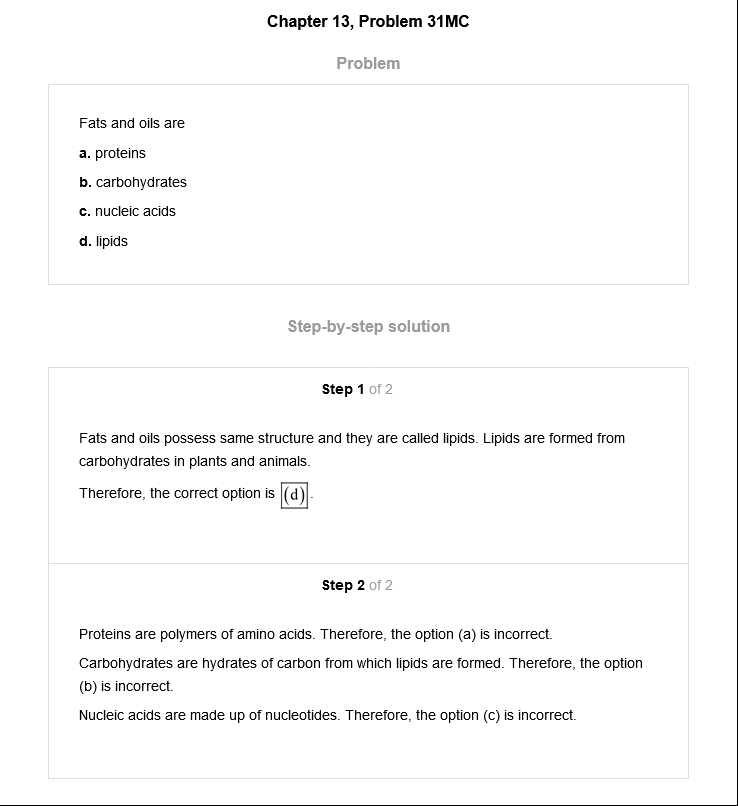 Chapter 13, Problem 31MC
Problem
Fats and oils are
a. proteins
b. carbohydrates
c. nucleic acids
d. lipids
Step-by-step solution
Step 1 of 2
Fats and oils possess same structure and they are called lipids. Lipids are formed from
carbohydrates in plants and animals.
Therefore, the correct option is (d).
Step 2 of 2
Proteins are polymers of amino acids. Therefore, the option (a) is incorrect.
Carbohydrates are hydrates of carbon from which lipids are formed. Therefore, the option
(b) is incorrect.
Nucleic acids are made up of nucleotides. Therefore, the option (c) is incorrect.